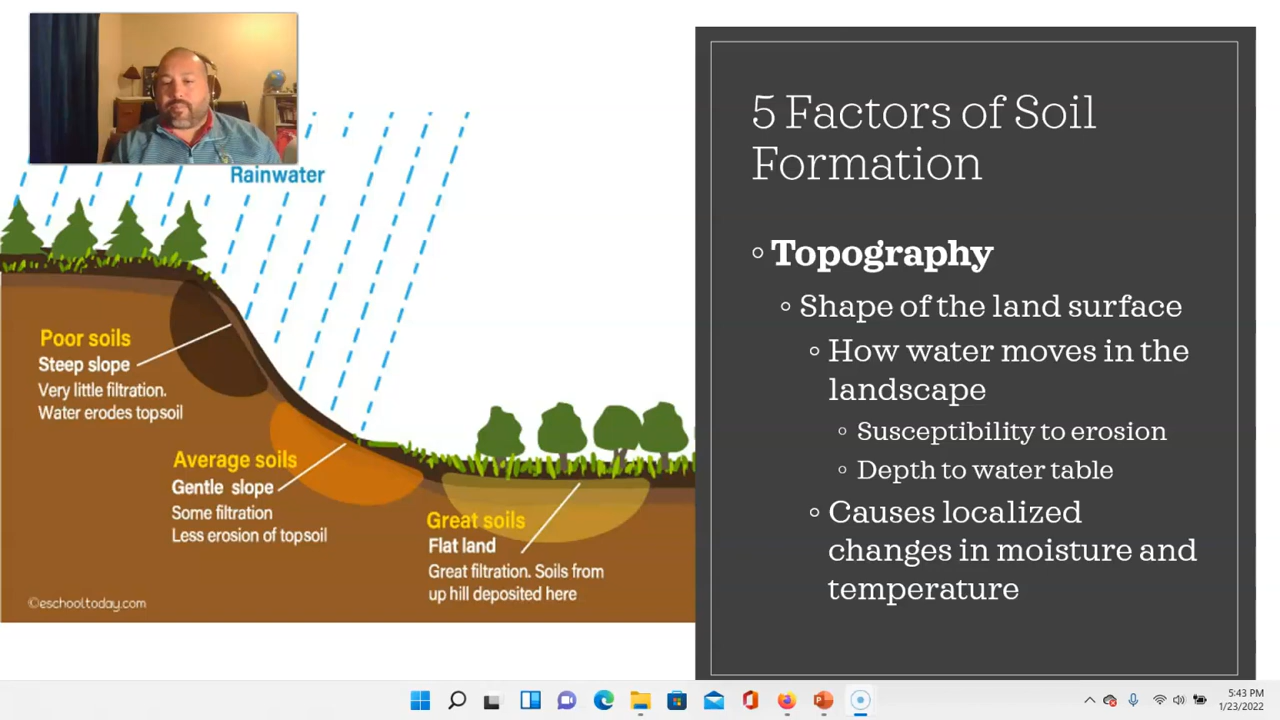 Rainwater
Poor soils
Steep slope
Very little filtration.
Water erodes topsoil
Average soils
Gentle slope
Some filtration
Less erosion of topsoil
Great soils
Flat land
Great filtration. Soils from
up hill deposited here
©eschooltoday.com
5 Factors of Soil
Formation
◦ Topography
◦ Shape of the land surface
◦ How water moves in the
landscape
◦ Susceptibility to erosion
◦ Depth to water table
◦ Causes localized
changes in moisture and
temperature
5:43 PM
1/23/2022